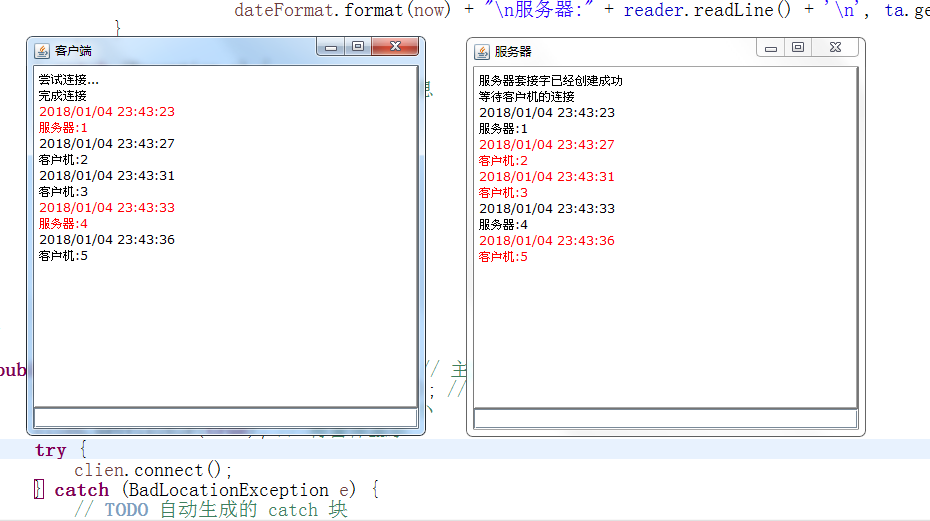 dateFormat.format(now) + "\n服务器:" + reader.readLine() + '\n', ta.ge
}
客户端
尝试连接...
完成连接
2018/01/04 23:43:23
服务器:1
2018/01/04 23:43:27
客户机:2
2018/01/04 23:43:31
客户机:3
2018/01/04 23:43:33
服务器:4
2018/01/04 23:43:36
客户机:5
息
服务器
服务器套接字已经创建成功
等待客户机的连接
2018/01/04 23:43:23
服务器:1
2018/01/04 23:43:27
客户机:2
2018/01/04 23:43:31
客户机:3
2018/01/04 23:43:33
服务器:4
2018/01/04 23:43:36
客户机:5
pub // 主
; //
try {
clien.connect();
} catch (BadLocationException e) {
// TODO 自动生成的 catch 块